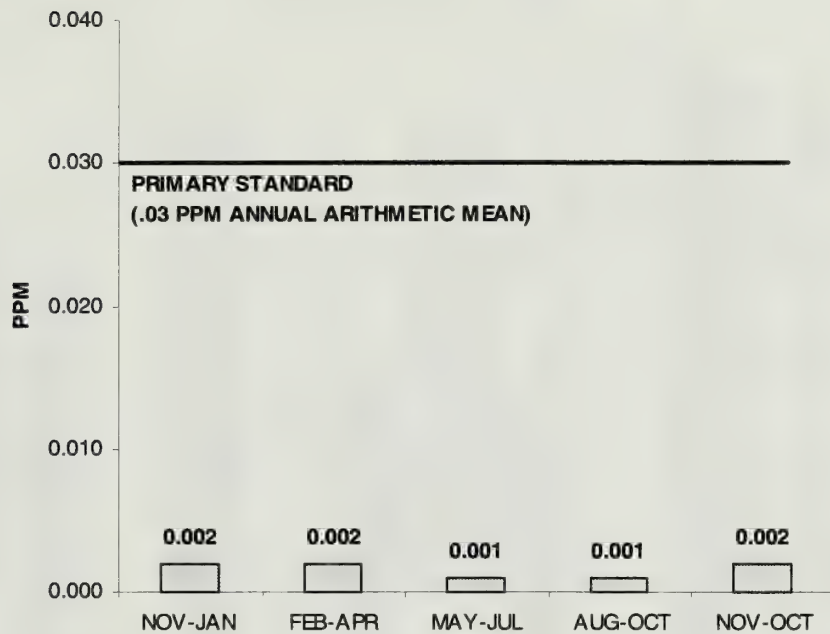 0.040
0.030
PRIMARY STANDARD
(.03 PPM ANNUAL ARITHMETIC MEAN)
PPM
0.020
0.010
0.002
0.002
0.001
0.001
0.002
0.000
NOV-JAN
FEB-APR
MAY-JUL
AUG-OCT
NOV-OCT